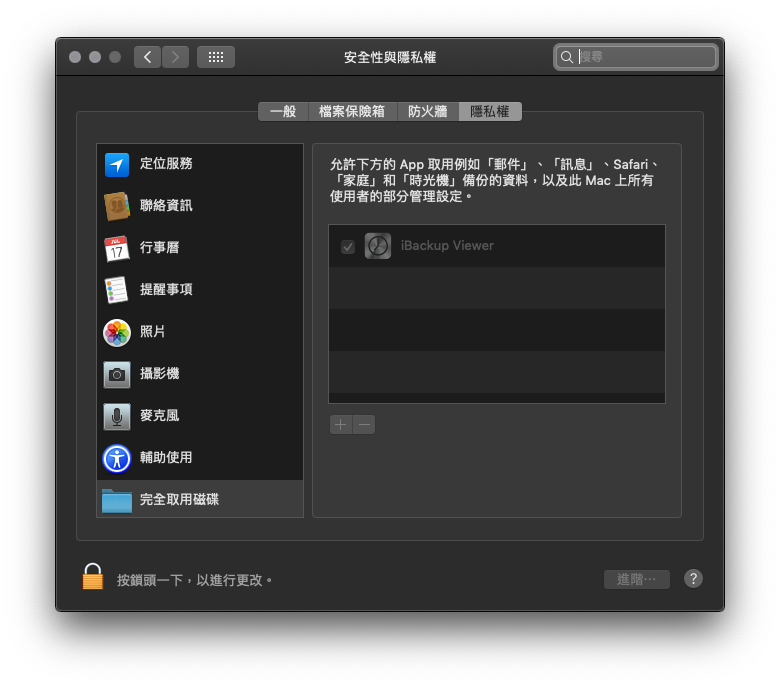 安全性與隱私權
搜尋
一般
檔案保險箱
防火牆
隱私權
定位服務
聯絡資訊
JUL
17
行事曆
提醒事項
照片
攝影機
麥克風
輔助使用
完全取用磁碟
允許下方的 App 取用例如「郵件」、「訊息」、Safari、
「家庭」和「時光機」備份的資料，以及此 Mac 上所有
使用者的部分管理設定。
iBackup Viewer
按鎖頭一下，以進行更改。
進階⋯
?